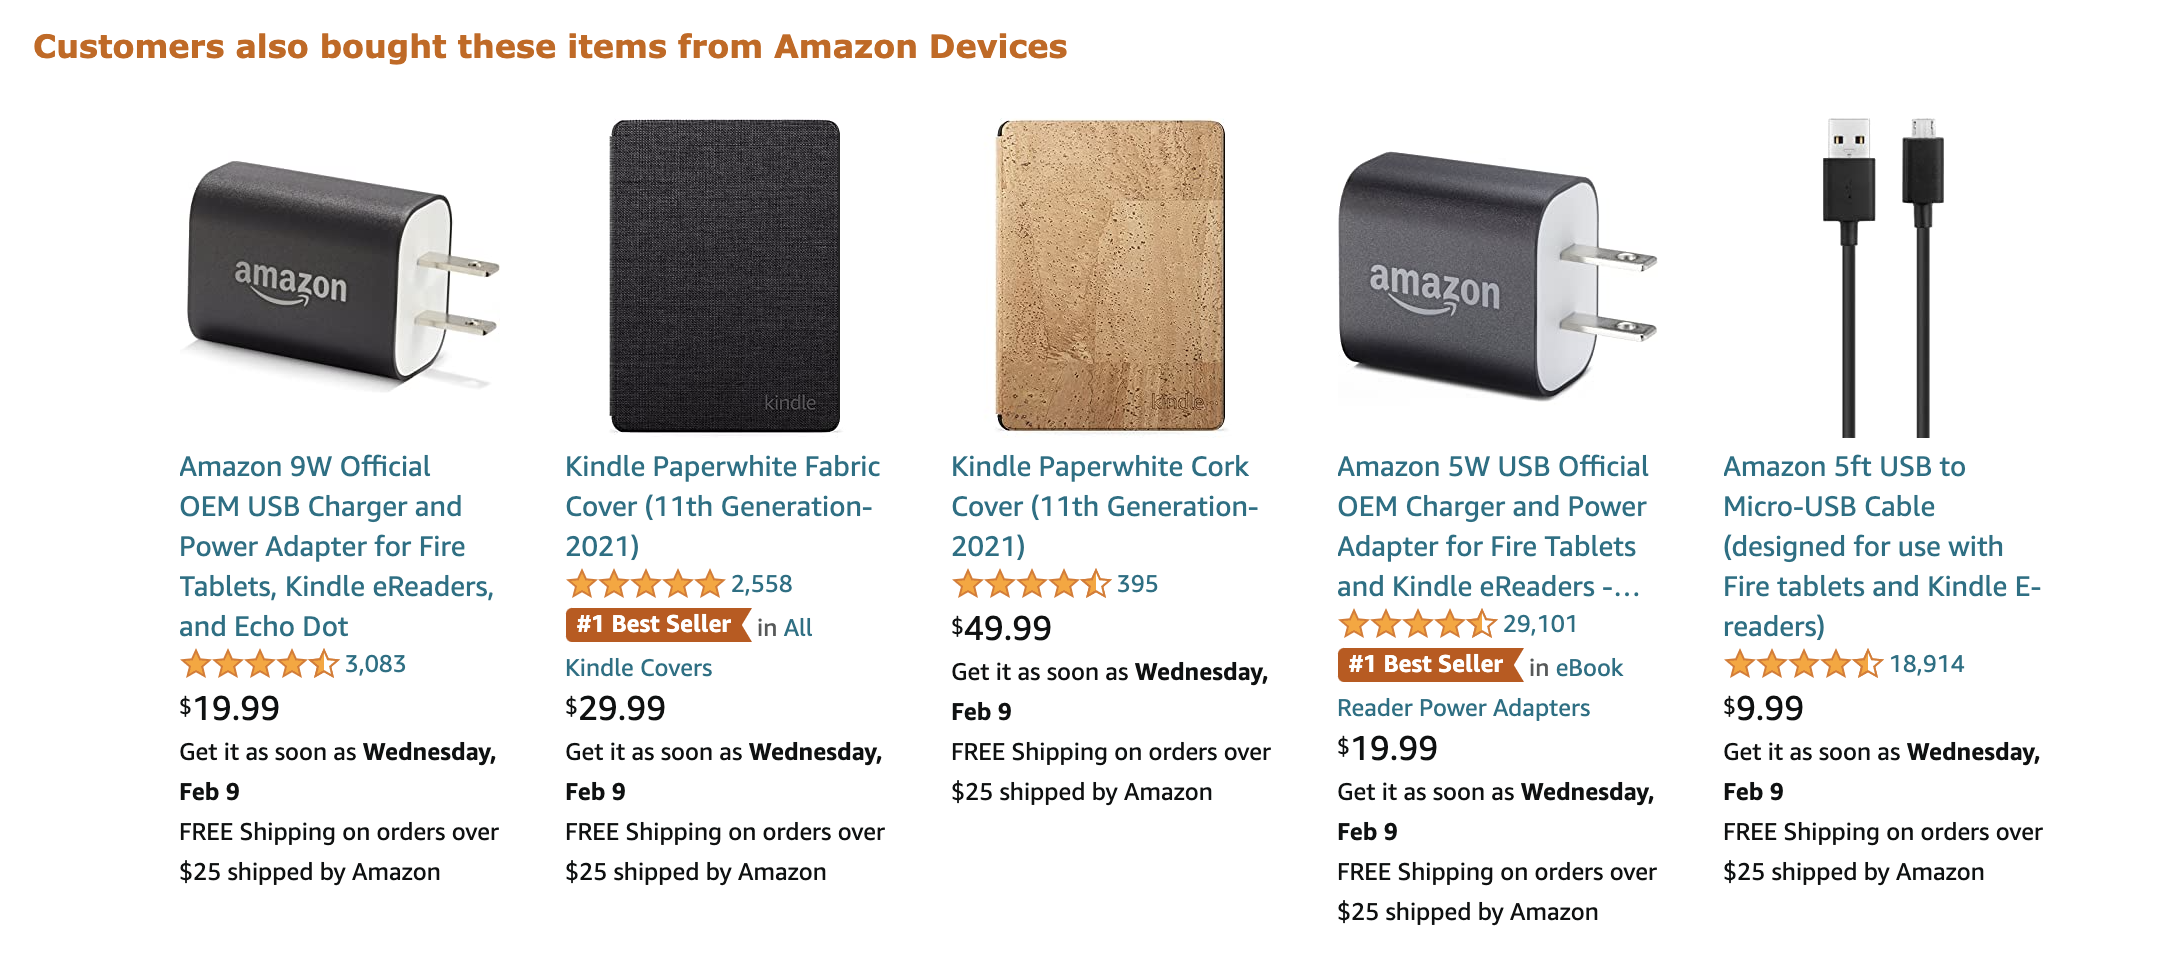 Customers also bought these items from Amazon Devices
amazon
Amazon 9W Official
OEM USB Charger and
Power Adapter for Fire
Tablets, Kindle eReaders,
and Echo Dot
3,083
$19.99
Get it as soon as Wednesday,
Feb 9
FREE Shipping on orders over
$25 shipped by Amazon
kindle
Kindle Paperwhite Fabric
Cover (11th Generation-
2021)
2,558
#1 Best Seller in All
Kindle Covers
$29.99
Get it as soon as Wednesday,
Feb 9
FREE Shipping on orders over
$25 shipped by Amazon
kindle
Kindle Paperwhite Cork
Cover (11th Generation-
2021)
395
$49.99
Get it as soon as Wednesday,
Feb 9
FREE Shipping on orders over
$25 shipped by Amazon
amazon
Amazon 5W USB Official
OEM Charger and Power
Adapter for Fire Tablets
and Kindle eReaders -...
29,101
#1 Best Seller in eBook
Reader Power Adapters
$19.99
Get it as soon as Wednesday,
Feb 9
FREE Shipping on orders over
$25 shipped by Amazon
Amazon 5ft USB to
Micro-USB Cable
(designed for use with
Fire tablets and Kindle E-
readers)
18,914
$9.99
Get it as soon as Wednesday,
Feb 9
FREE Shipping on orders over
$25 shipped by Amazon